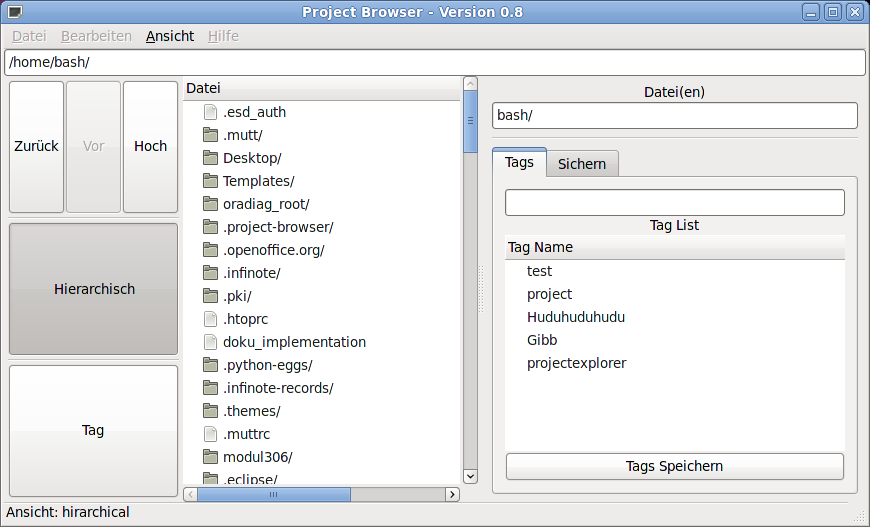 Project Browser - Version 0.8
Datei Bearbeiten Ansicht Hilfe
/home/bash/
Zurück Vor Hoch
Hierarchisch
Tag
Datei
.esd_auth
.mutt/
Desktop/
Templates/
oradiag_root/
.project-browser/
.openoffice.org/
.infinote/
.pki/
.htoprc
doku_implementation
.python-eggs/
.infinote-records/
.themes/
.muttrc
modul306/
.eclipse/
Datei(en)
bash/
Tags Sichern
Tag List
Tag Name
test
project
Huduhuduhudu
Gibb
projectexplorer
Tags Speichern
Ansicht: hirarchical